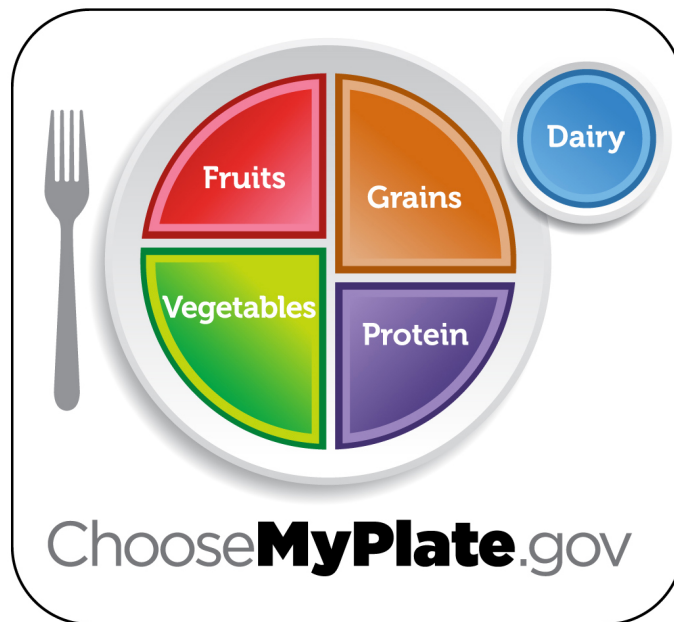 Fruits
Grains
Dairy
Vegetables
Protein
ChooseMyPlate.gov